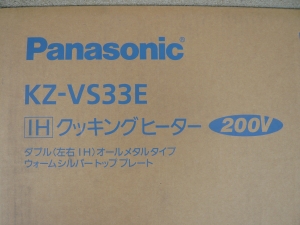 Panasonic®
KZ-VS33E
IH クッキングヒーター 200V
ダブル(左右IH)オールメタルタイプ
ウォームシルバートッププレート